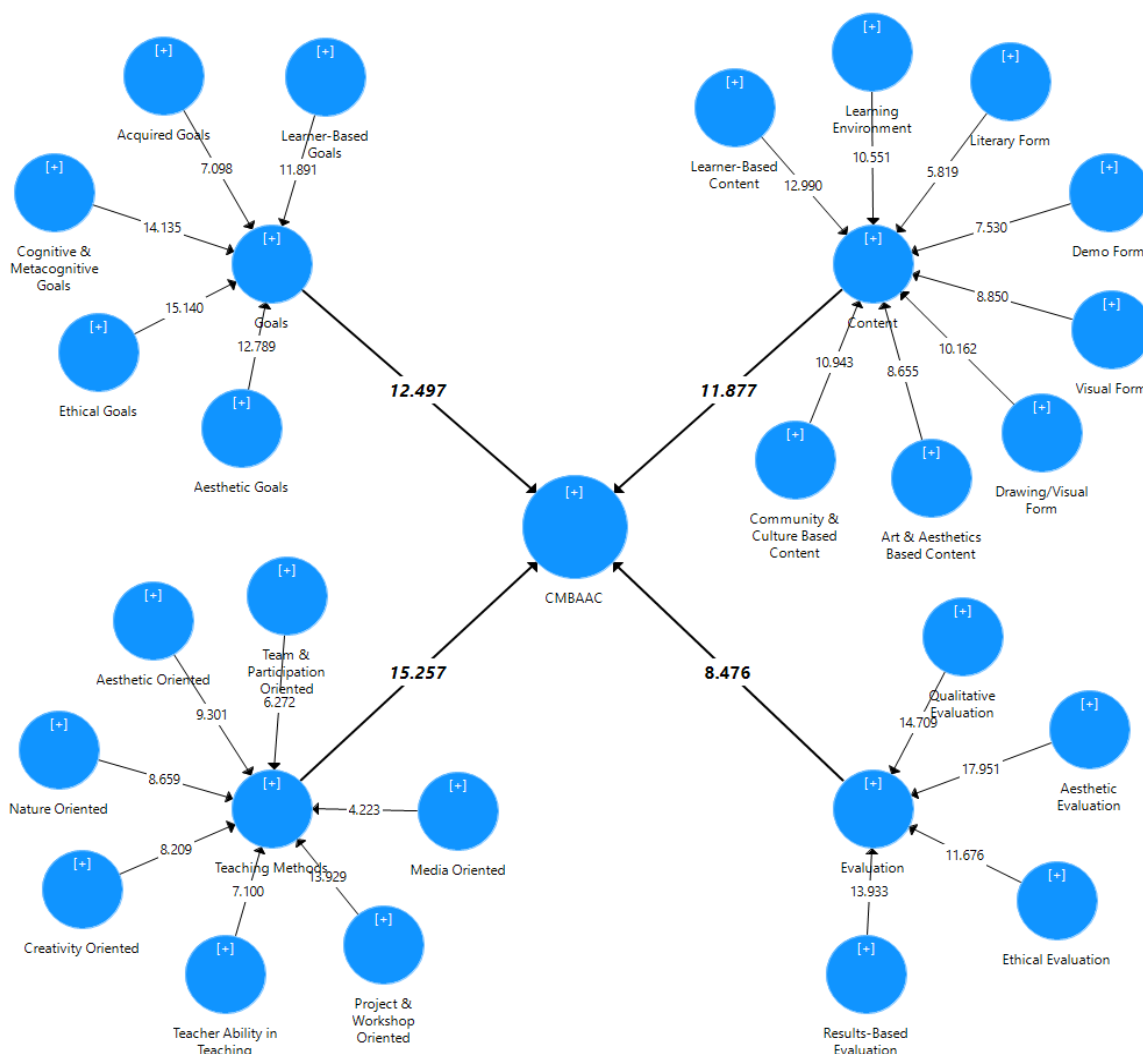 [+]
Acquired Goals
7.098
[+]
Learner-Based
Goals
11.891
[+]
Cognitive &
Metacognitive
Goals
14.135
[+]
Ethical Goals
15.140
[+]
Aesthetic Goals
12.789
[+]
Goals
12.497
[+]
Learner-Based
Content
12.990
[+]
Learning
Environment
10.551
[+]
Literary Form
5.819
[+]
Demo Form
7.530
[+]
Visual Form
8.850
[+]
Drawing/Visual
Form
10.162
[+]
Art & Aesthetics
Based Content
8.655
[+]
Community &
Culture Based
Content
10.943
[+]
Content
11.877
[+]
CMBAAC
[+]
Aesthetic Oriented
9.301
[+]
Team &
Participation
Oriented
6.272
[+]
Nature Oriented
8.659
[+]
Creativity Oriented
8.209
[+]
Teacher Ability in
Teaching
7.100
[+]
Project &
Workshop
Oriented
13.929
[+]
Media Oriented
4.223
[+]
Teaching Methods
15.257
[+]
Qualitative
Evaluation
14.709
[+]
Aesthetic
Evaluation
17.951
[+]
Ethical Evaluation
11.676
[+]
Results-Based
Evaluation
13.933
[+]
Evaluation
8.476